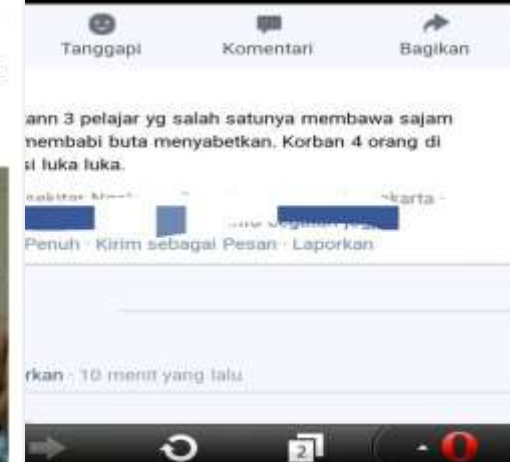 Tanggapi Komentari Bagikan
ann 3 pelajar yg salah satunya membawa sajam
membabi buta menyabetkan. Korban 4 orang di
si luka luka.
Penuh · Kirim sebagai Pesan · Laporkan
rkan · 10 menit yang lalu
2